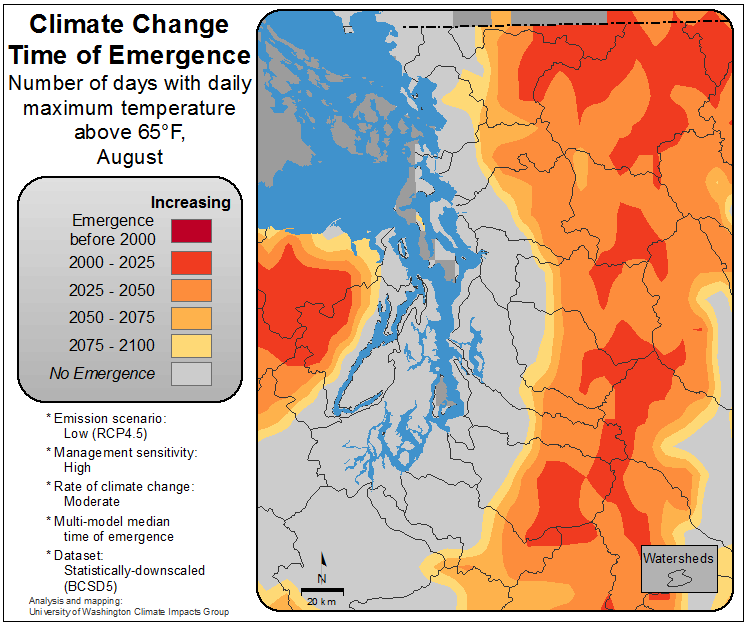 Climate Change
Time of Emergence
Number of days with daily
maximum temperature
above 65°F,
August
Increasing
Emergence
before 2000
2000 - 2025
2025 - 2050
2050 - 2075
2075 - 2100
No Emergence
* Emission scenario:
Low (RCP4.5)
* Management sensitivity:
High
* Rate of climate change:
Moderate
* Multi-model median
time of emergence
* Dataset:
Statistically-downscaled
(BCSD5)
Analysis and mapping:
University of Washington Climate Impacts Group
N
20 km
Watersheds